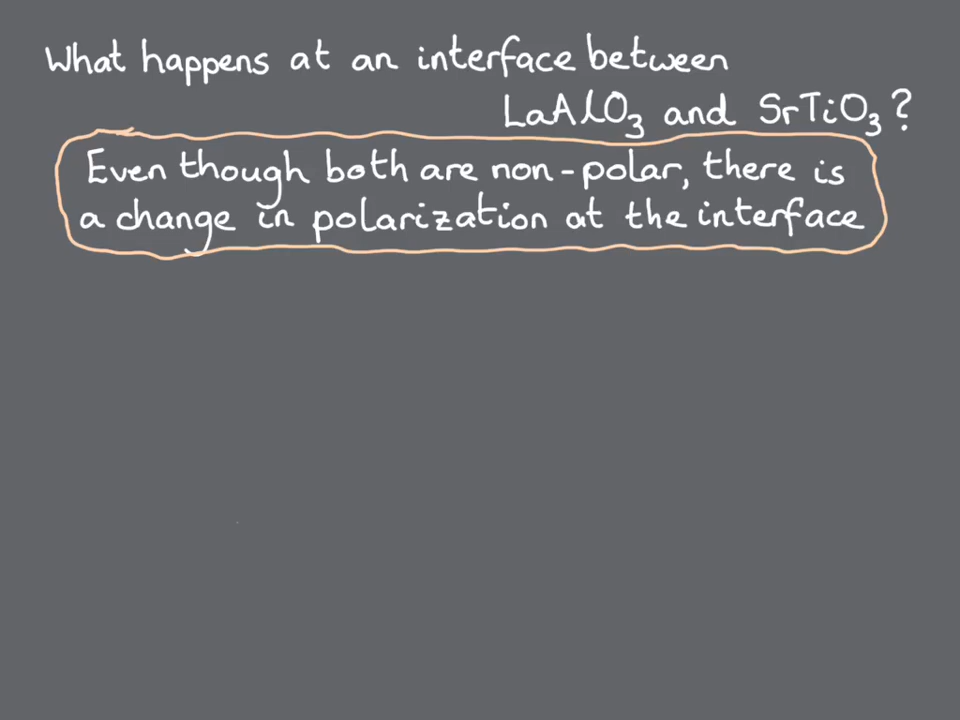 What happens at an interface between
LaAlO₃ and SrTiO₃?
Even though both are non-polar, there is
a change in polarization at the interface